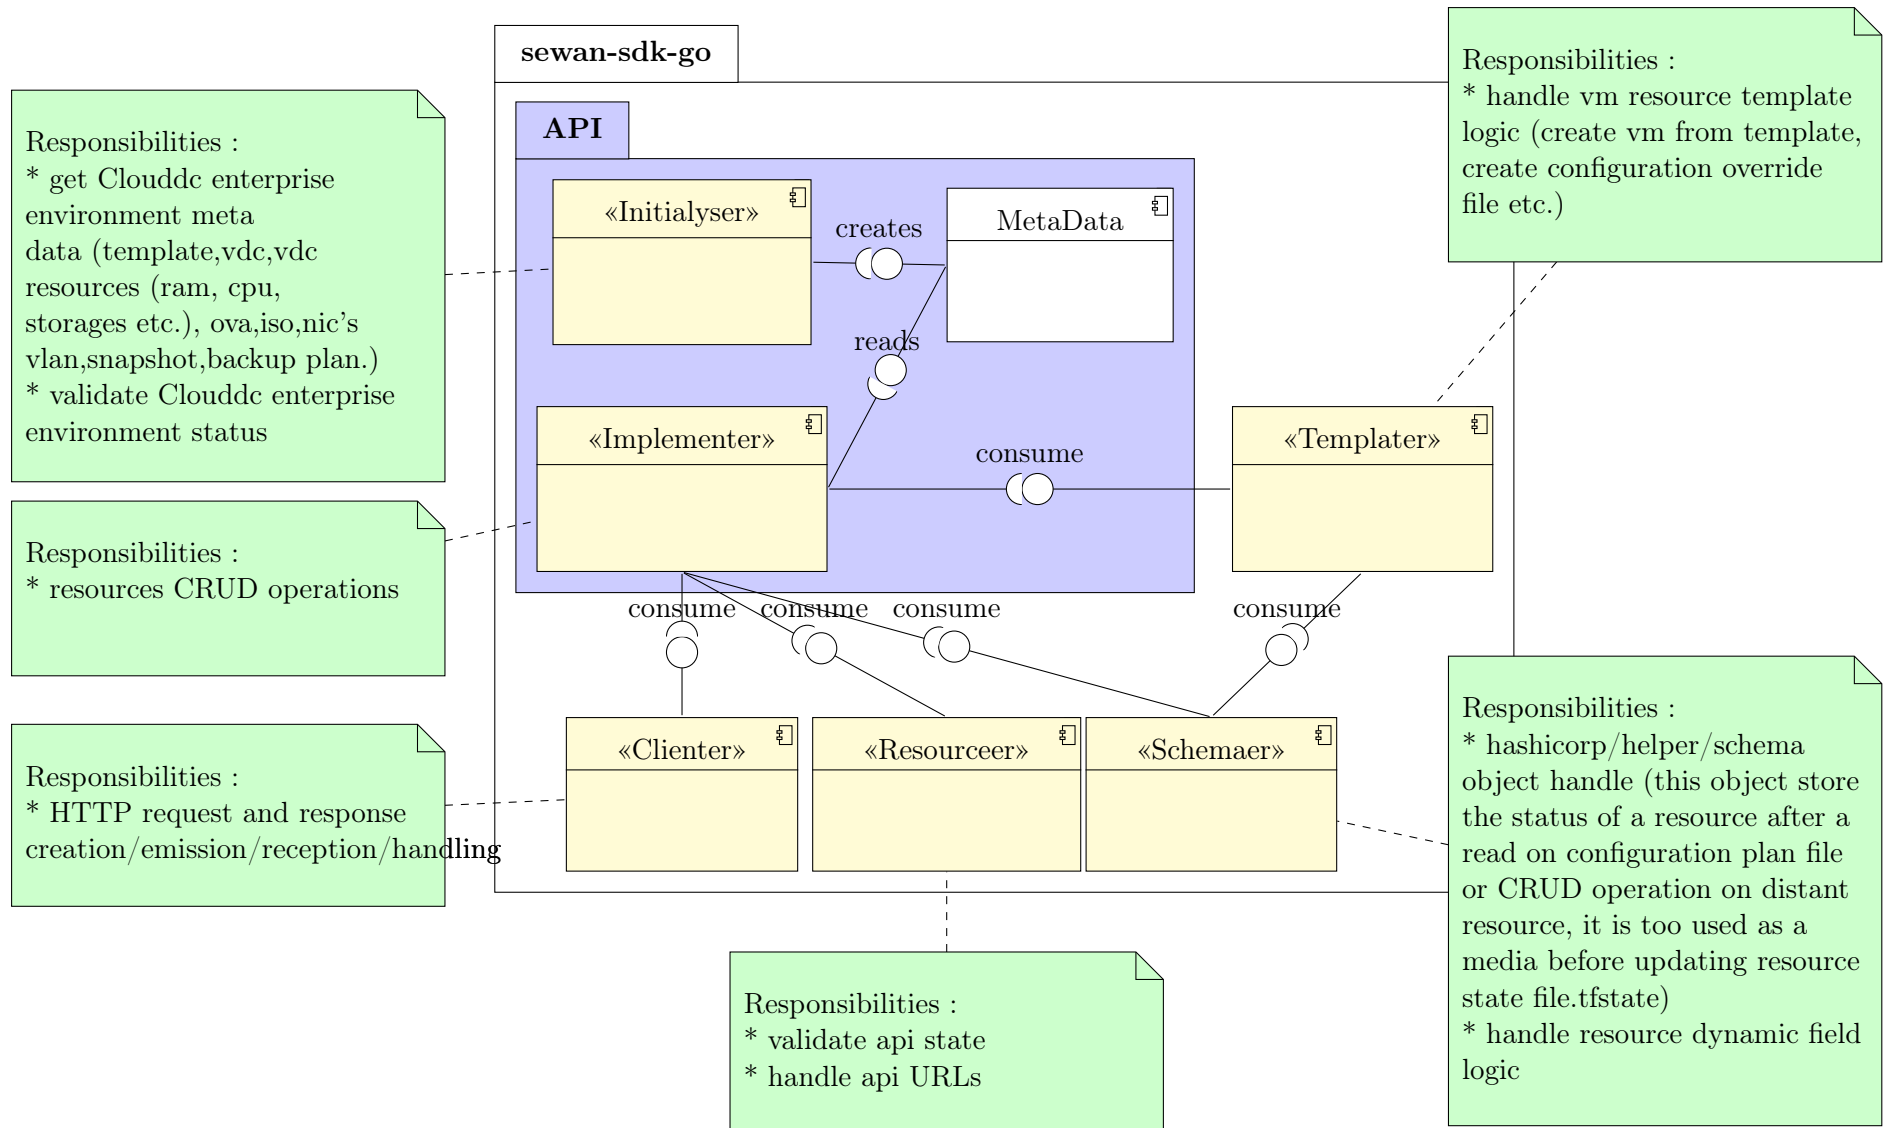 sewan-sdk-go
Responsibilities :
* handle vm resource template
logic (create vm from template,
create configuration override
file etc.)
API
Responsibilities :
* get Clouddc enterprise
environment meta
data (template,vdc,vdc
resources (ram, cpu,
storages etc.), ova,iso,nic's
vlan,snapshot,backup plan.)
* validate Clouddc enterprise
environment status
«Initialyser»
creates
MetaData
reads
«Implementer»
consume
«Templater»
Responsibilities :
* resources CRUD operations
consume
consume
consume
consume
Responsibilities :
* HTTP request and response
creation/emission/reception/handling
«Clienter»
«Resourceer»
«Schemaer»
Responsibilities :
* hashicorp/helper/schema
object handle (this object store
the status of a resource after a
read on configuration plan file
or CRUD operation on distant
resource, it is too used as a
media before updating resource
state file.tfstate)
* handle resource dynamic field
logic
Responsibilities :
* validate api state
* handle api URLs